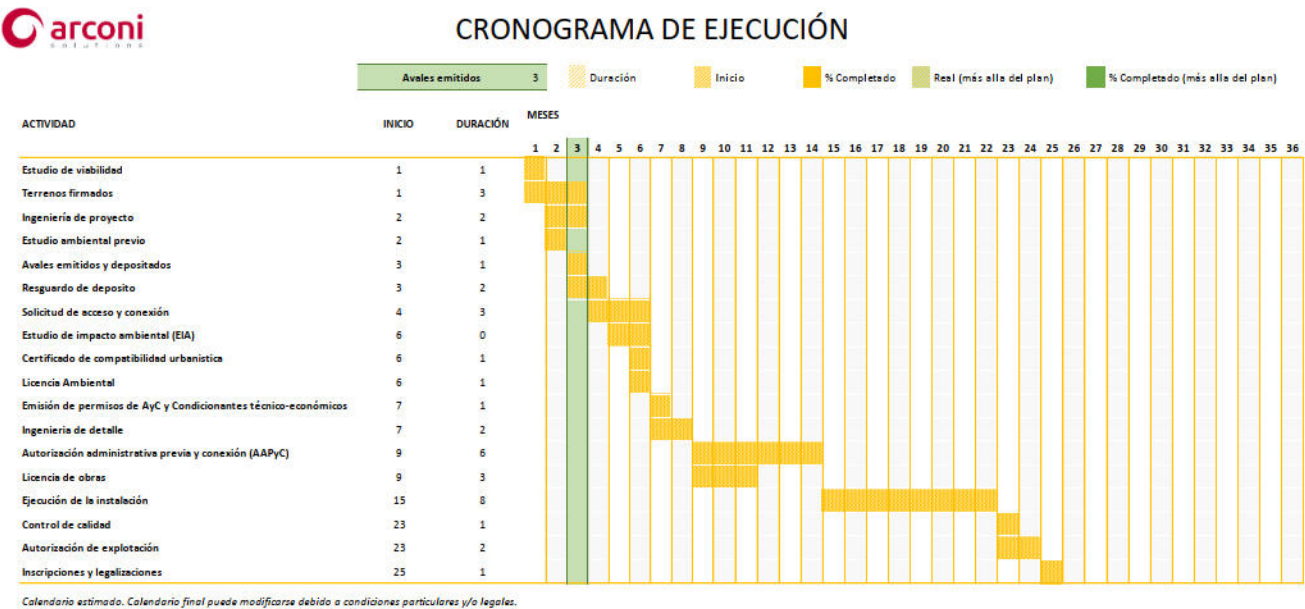 arconi
solutions
CRONOGRAMA DE EJECUCIÓN
Avales emitidos 3 Duración Inicio % Completado Real (más alla del plan) % Completado (más alla del plan)
MESES
ACTIVIDAD INICIO DURACIÓN
1 2 3 4 5 6 7 8 9 10 11 12 13 14 15 16 17 18 19 20 21 22 23 24 25 26 27 28 29 30 31 32 33 34 35 36
Estudio de viabilidad 1 1
Terrenos firmados 1 3
Ingeniería de proyecto 2 2
Estudio ambiental previo 2 1
Avales emitidos y depositados 3 1
Resguardo de deposito 3 2
Solicitud de acceso y conexión 4 3
Estudio de impacto ambiental (EIA) 6 0
Certificado de compatibilidad urbanistica 6 1
Licencia Ambiental 6 1
Emisión de permisos de AyC y Condicionantes técnico-económicos 7 1
Ingenieria de detalle 7 2
Autorización administrativa previa y conexión (AAPyC) 9 6
Licencia de obras 9 3
Ejecución de la instalación 15 8
Control de calidad 23 1
Autorización de explotación 23 2
Inscripciones y legalizaciones 25 1
Calendario estimado. Calendario final puede modificarse debido a condiciones particulares y/o legales.